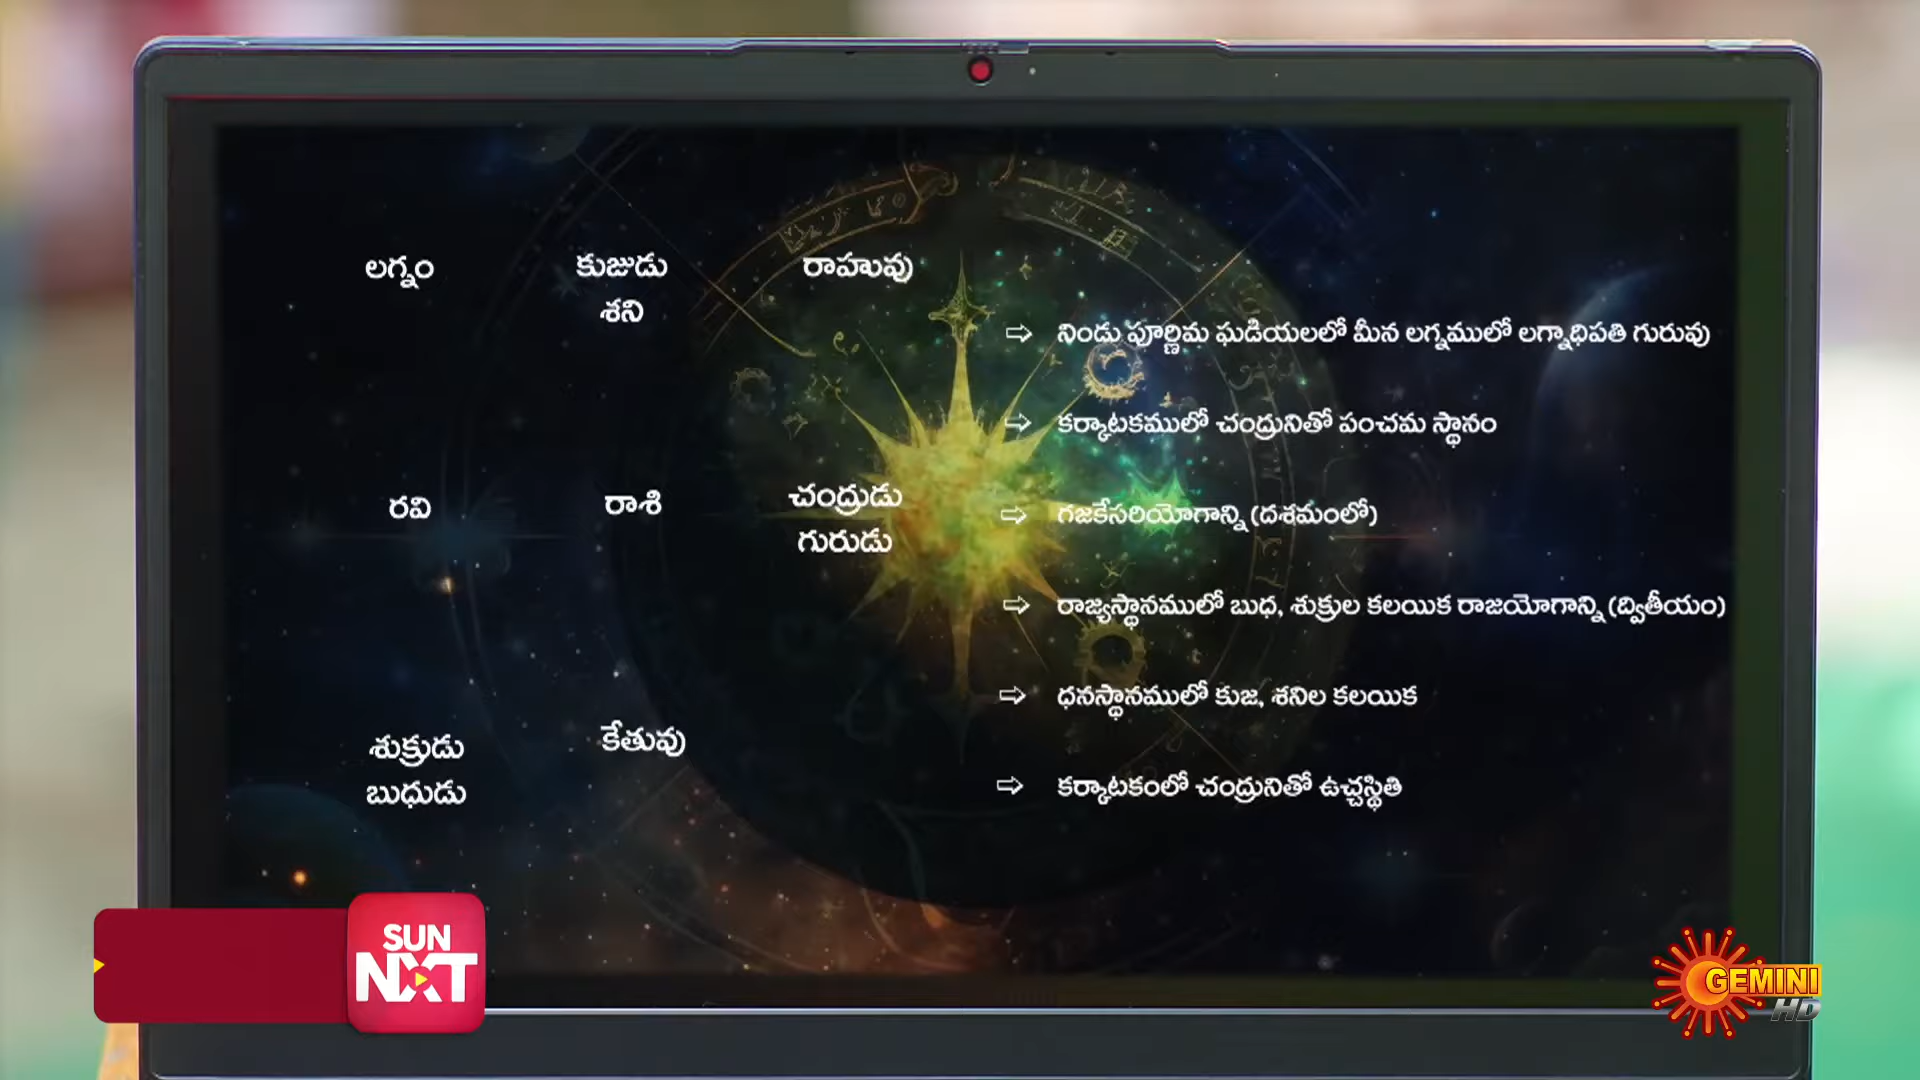 లగ్నం
కుజుడు
శని
రాహువు
రవి
రాశి
చంద్రుడు
గురుడు
శుక్రుడు
బుధుడు
కేతువు
నిండు పూర్ణిమ ఘడియలలో మీన లగ్నములో లగ్నాధిపతి గురువు
కర్కాటకములో చంద్రునితో పంచమ స్థానం
గజకేసరియోగాన్ని (దశమంలో)
రాజ్యస్థానములో బుధ, శుక్రుల కలయిక రాజయోగాన్ని (ద్వితీయం)
ధనస్థానములో కుజ, శనిల కలయిక
కర్కాటకంలో చంద్రునితో ఉచ్చస్థితి
SUN
NXT
GEMINI
HD